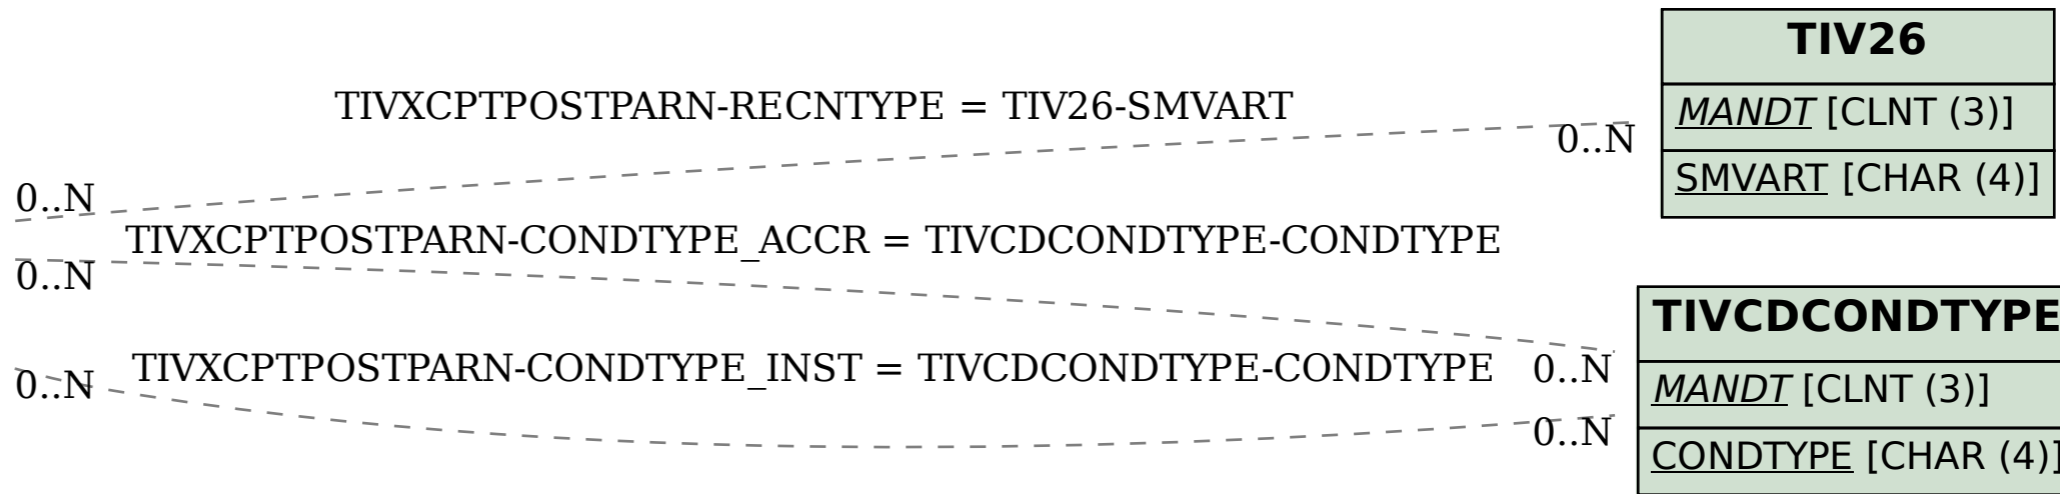 TIV26
TIVXCPTPOSTPARN-RECNTYPE = TIV26-SMVART
MANDT [CLNT (3)]
0..N
SMVART [CHAR (4)]
0..N
TIVXCPTPOSTPARN-CONDTYPE_ACCR = TIVCDCONDTYPE-CONDTYPE
0..N
TIVCDCONDTYPE
TIVXCPTPOSTPARN-CONDTYPE_INST = TIVCDCONDTYPE-CONDTYPE
0..N
0..N
MANDT [CLNT (3)]
0..N
CONDTYPE [CHAR (4)]